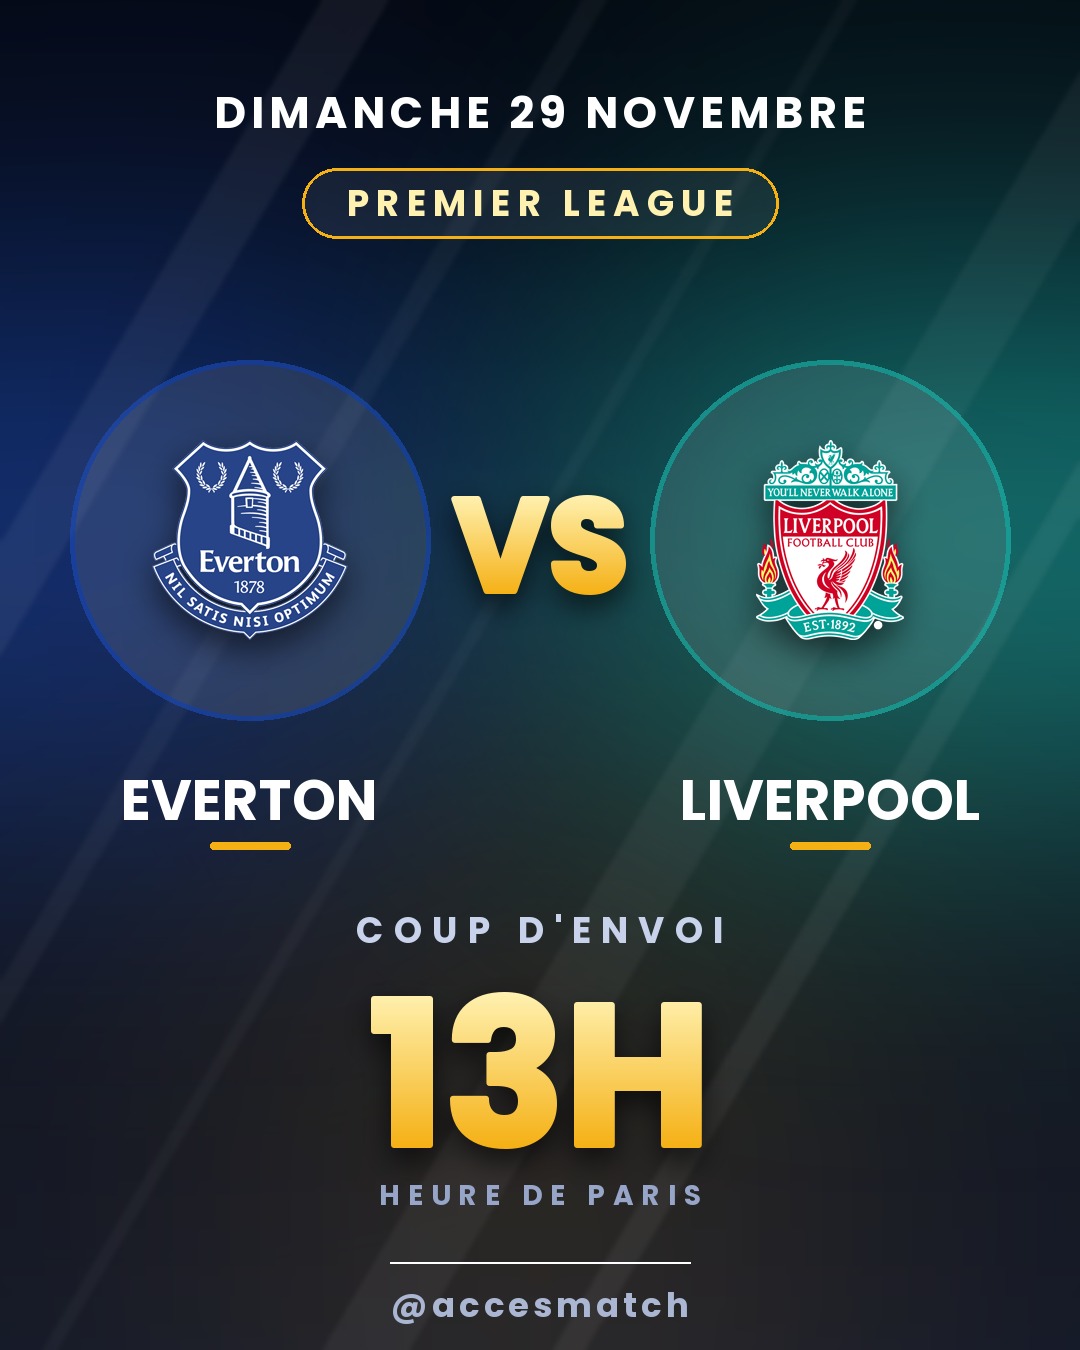 DIMANCHE 29 NOVEMBRE
PREMIER LEAGUE
Everton
1878
NIL SATIS NISI OPTIMUM
VS
YOU'LL NEVER WALK ALONE
LIVERPOOL
FOOTBALL CLUB
EST·1892
EVERTON
LIVERPOOL
COUP D'ENVOI
13H
HEURE DE PARIS
@accesmatch